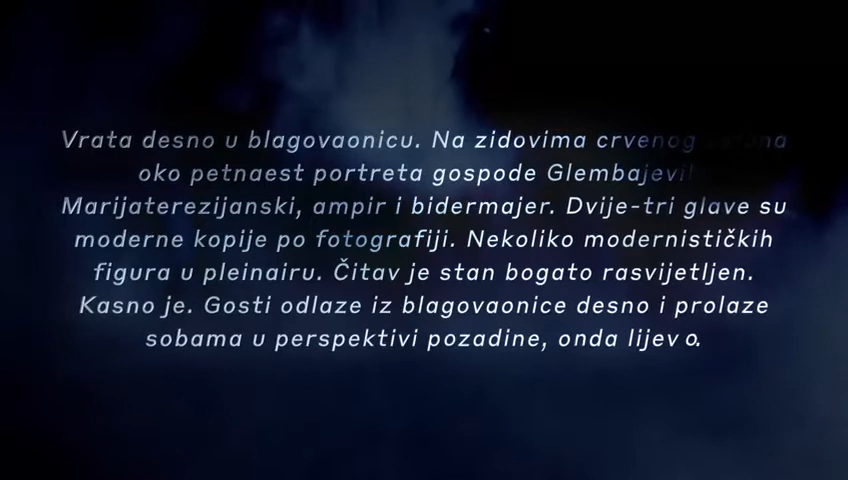 Vrata desno u blagovaonicu. Na zidovima crvenog
oko petnaest portreta gospode
Marijaterezijanski, ampir i bidermajer. Dvije-tri glave su
moderne kopije po fotografiji. Nekoliko modernističkih
figura u pleinairu. Čitav je stan bogato rasvijetljen.
Kasno je. Gosti odlaze iz blagovaonice desno i prolaze
sobama u perspektivi pozadine, onda lijevo.